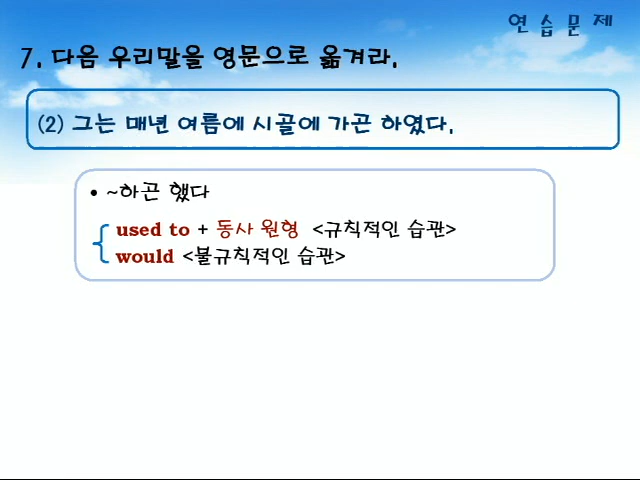 연 습 문 제
7. 다음 우리말을 영문으로 옮겨라.
(2) 그는 매년 여름에 시골에 가곤 하였다.
• ~하곤 했다
used to + 동사 원형 <규칙적인 습관>
would <불규칙적인 습관>